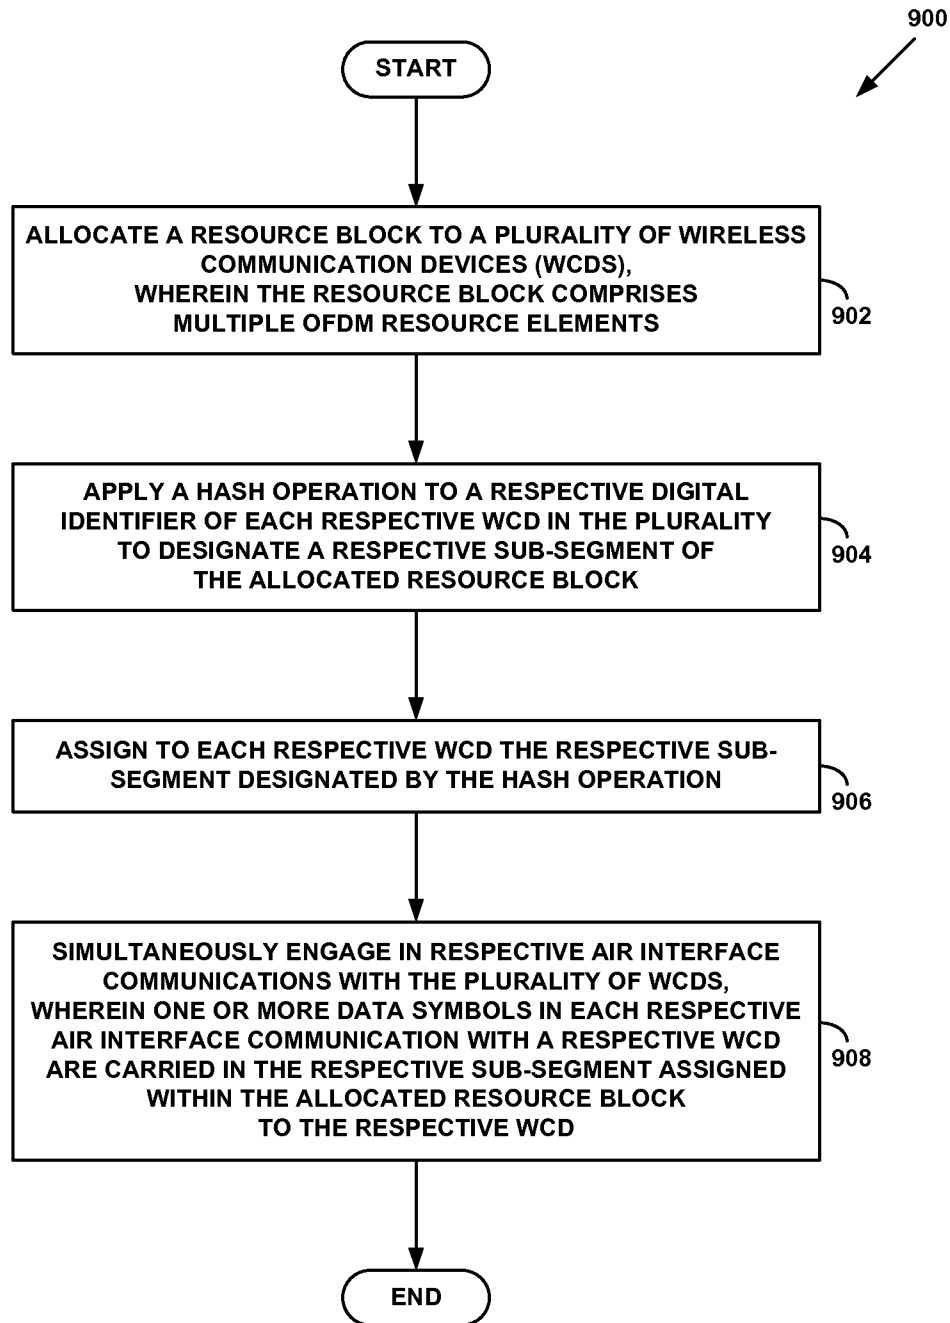 900
START
ALLOCATE A RESOURCE BLOCK TO A PLURALITY OF WIRELESS
COMMUNICATION DEVICES (WCDS),
WHEREIN THE RESOURCE BLOCK COMPRISES
MULTIPLE OFDM RESOURCE ELEMENTS
902
APPLY A HASH OPERATION TO A RESPECTIVE DIGITAL
IDENTIFIER OF EACH RESPECTIVE WCD IN THE PLURALITY
TO DESIGNATE A RESPECTIVE SUB-SEGMENT OF
THE ALLOCATED RESOURCE BLOCK
904
ASSIGN TO EACH RESPECTIVE WCD THE RESPECTIVE SUB-
SEGMENT DESIGNATED BY THE HASH OPERATION
906
SIMULTANEOUSLY ENGAGE IN RESPECTIVE AIR INTERFACE
COMMUNICATIONS WITH THE PLURALITY OF WCDS,
WHEREIN ONE OR MORE DATA SYMBOLS IN EACH RESPECTIVE
AIR INTERFACE COMMUNICATION WITH A RESPECTIVE WCD
ARE CARRIED IN THE RESPECTIVE SUB-SEGMENT ASSIGNED
WITHIN THE ALLOCATED RESOURCE BLOCK
TO THE RESPECTIVE WCD
908
END